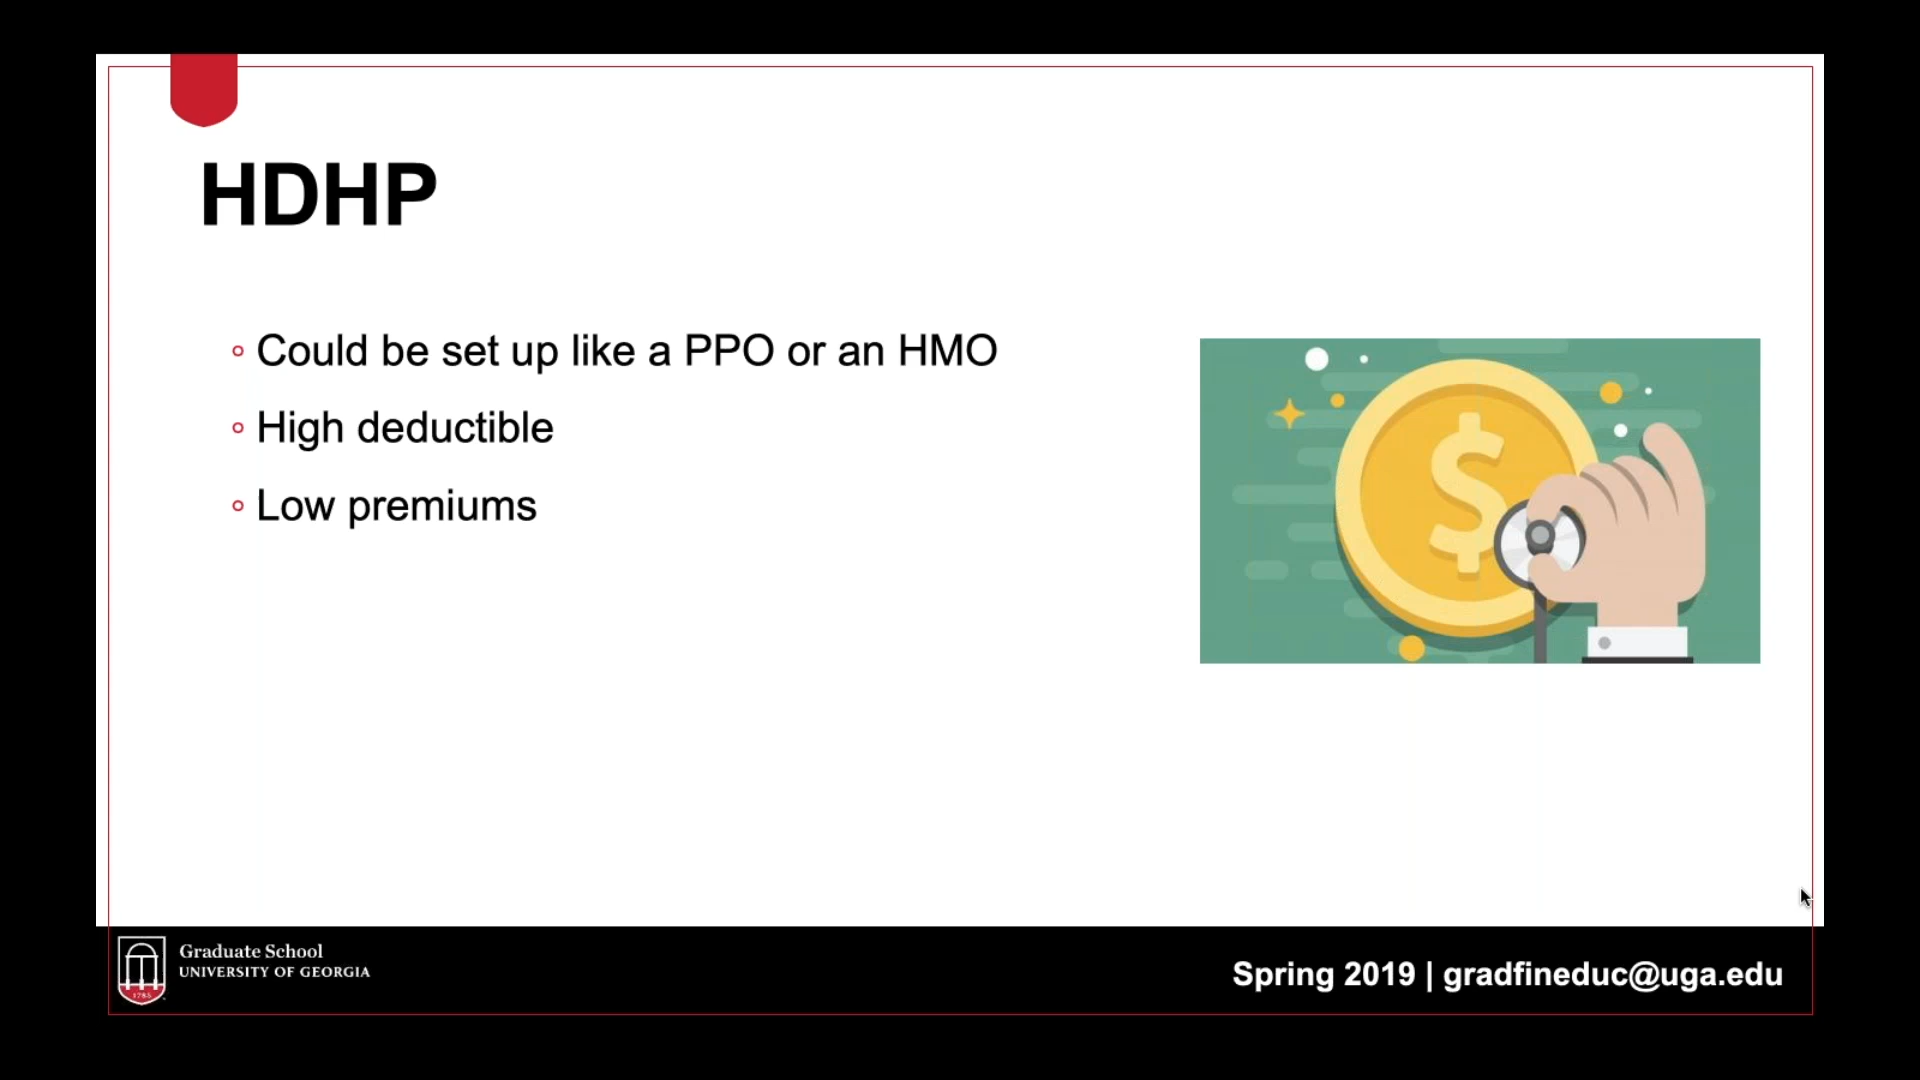 HDHP
Could be set up like a PPO or an HMO
High deductible
Low premiums
$
Graduate School
UNIVERSITY OF GEORGIA
1785
Spring 2019 | gradfineduc@uga.edu